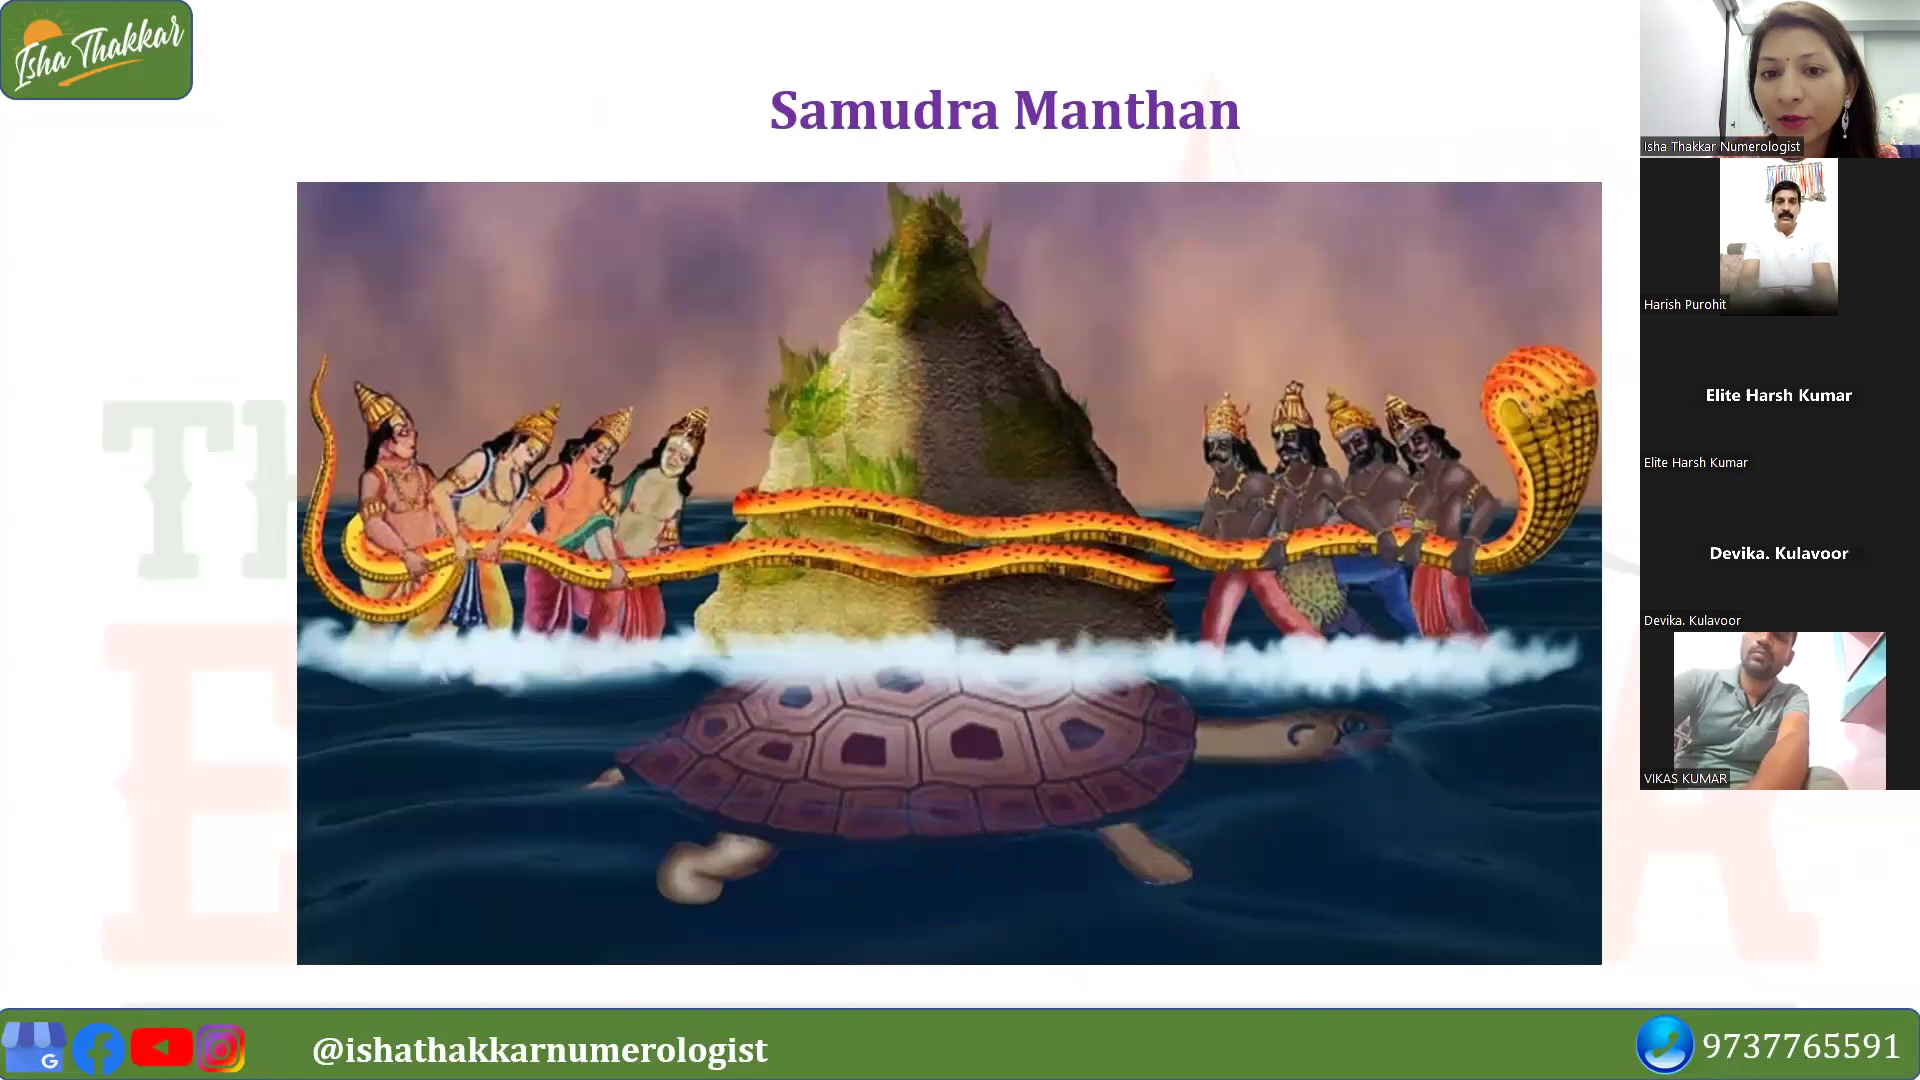 Isha Thakkar
Samudra Manthan
Isha Thakkar Numerologist
Harish Purohit
Elite Harsh Kumar
Elite Harsh Kumar
Devika. Kulavoor
Devika. Kulavoor
VIKAS KUMAR
G
@ishathakkarnumerologist
9737765591